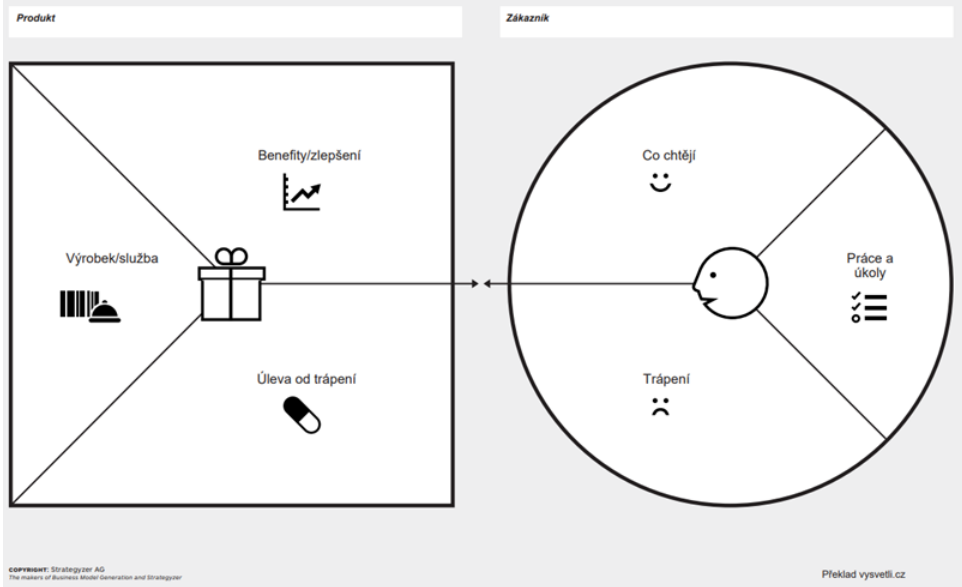 Produkt
Zákazník
Benefity/zlepšení
Výrobek/služba
Úleva od trápení
Co chtějí
Práce a
úkoly
Trápení
COPYRIGHT: Strategyzer AG
The makers of Business Model Generation and Strategyzer
Překlad vysvetli.cz